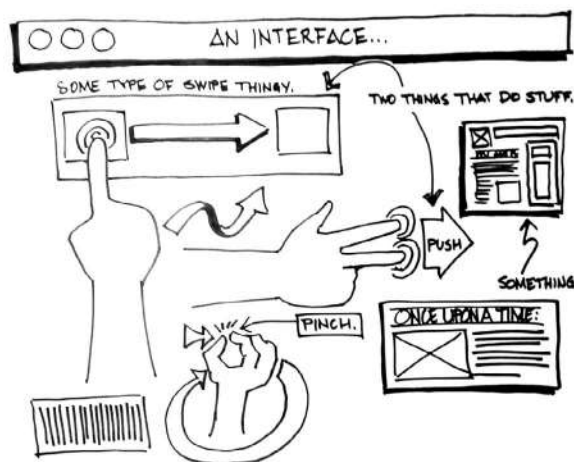 AN INTERFACE...
SOME TYPE OF SWIPE THINGY.
TWO THINGS THAT DO STUFF.
PUSH
SOMETHING
PINCH.
ONCE UPON A TIME: